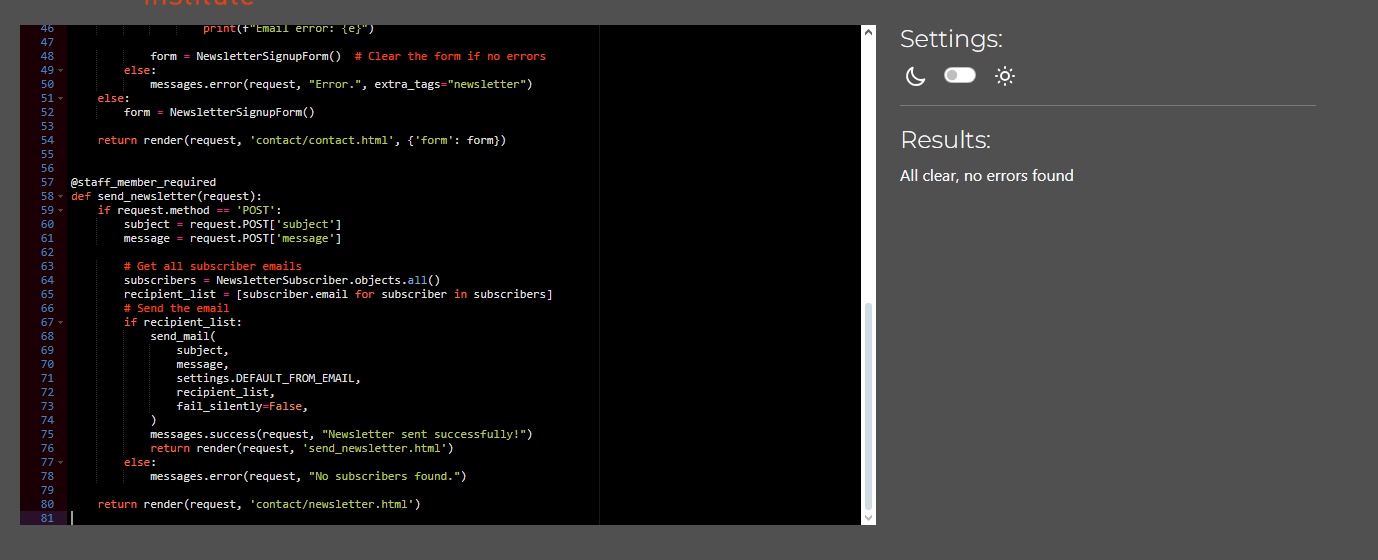 institute
46 print(f"Email error: {e}")
47
48 form = NewsletterSignupForm()  # Clear the form if no errors
49 else:
50 messages.error(request, "Error.", extra_tags="newsletter")
51 else:
52 form = NewsletterSignupForm()
53
54 return render(request, 'contact/contact.html', {'form': form})
55
56
57 @staff_member_required
58 def send_newsletter(request):
59 if request.method == 'POST':
60 subject = request.POST['subject']
61 message = request.POST['message']
62
63 # Get all subscriber emails
64 subscribers = NewsletterSubscriber.objects.all()
65 recipient_list = [subscriber.email for subscriber in subscribers]
66 # Send the email
67 if recipient_list:
68 send_mail(
69 subject,
70 message,
71 settings.DEFAULT_FROM_EMAIL,
72 recipient_list,
73 fail_silently=False,
74 )
75 messages.success(request, "Newsletter sent successfully!")
76 return render(request, 'send_newsletter.html')
77 else:
78 messages.error(request, "No subscribers found.")
79
80 return render(request, 'contact/newsletter.html')
81
Settings:
Results:
All clear, no errors found